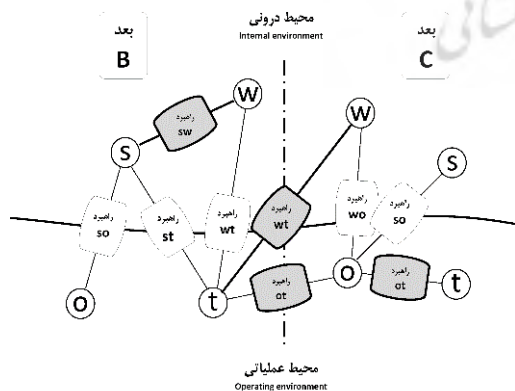 محیط درونی
Internal environment
بعد
B
بعد
C
W
W
راهبرد
sw
S
S
راهبرد
so
راهبرد
st
راهبرد
wt
راهبرد
wt
راهبرد
wo
راهبرد
so
o
t
راهبرد
ot
o
راهبرد
ot
t
محیط عملیاتی
Operating environment